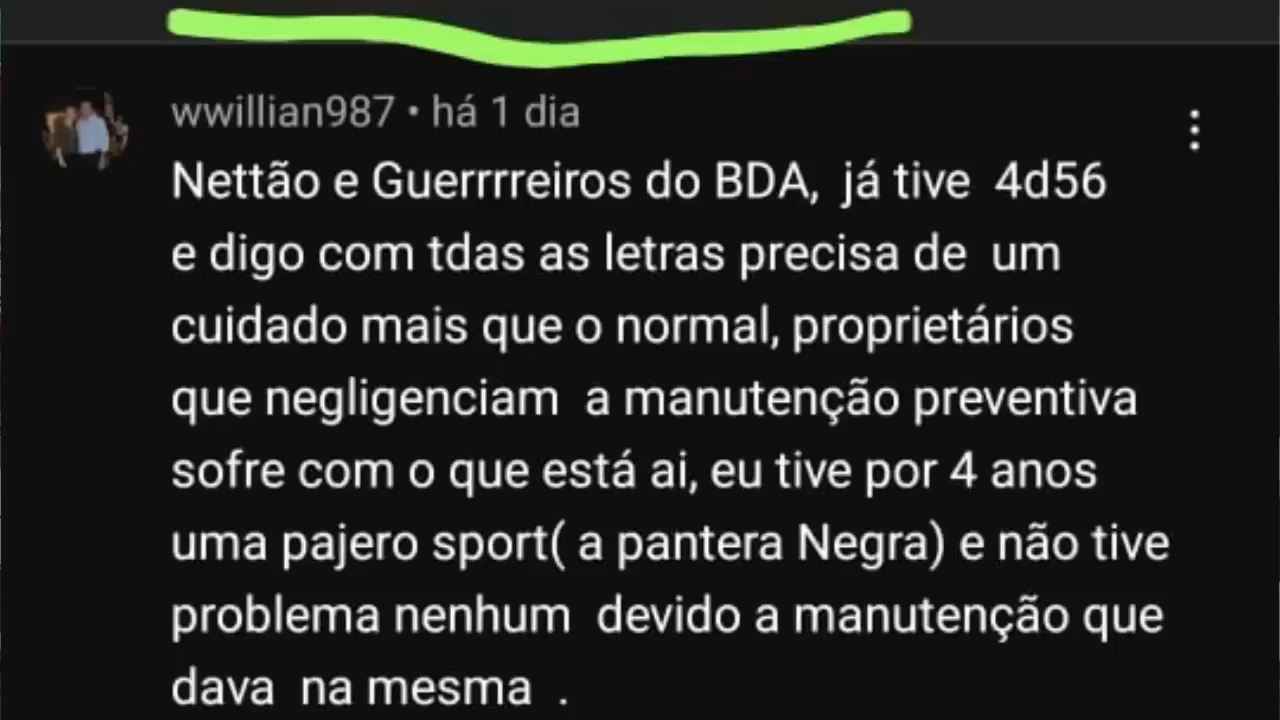 wwillian987 • há 1 dia
Nettão e Guerrrreiros do BDA, já tive 4d56
e digo com tdas as letras precisa de um
cuidado mais que o normal, proprietários
que negligenciam a manutenção preventiva
sofre com o que está ai, eu tive por 4 anos
uma pajero sport( a pantera Negra) e não tive
problema nenhum devido a manutenção que
dava na mesma .